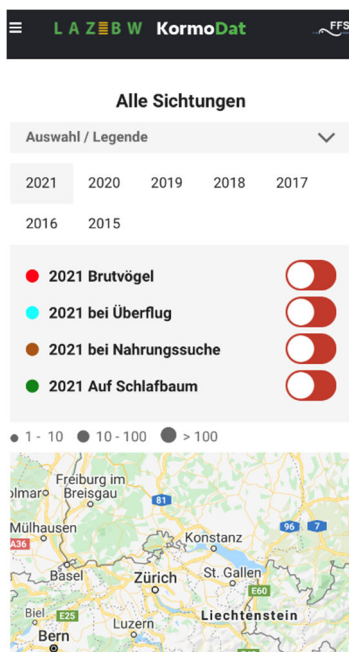 LAZBW KormoDat FFS
Alle Sichtungen
Auswahl / Legende
2021 2020 2019 2018 2017
2016 2015
2021 Brutvögel
2021 bei Überflug
2021 bei Nahrungssuche
2021 Auf Schlafbaum
1 - 10 10 - 100 > 100
Freiburg im
Breisgau
olmar
81
Mülhausen
96 7
A36
Konstanz
Basel
Zürich
St. Gallen
E60
Biel
E25
Luzern
Liechtenstein
Bern